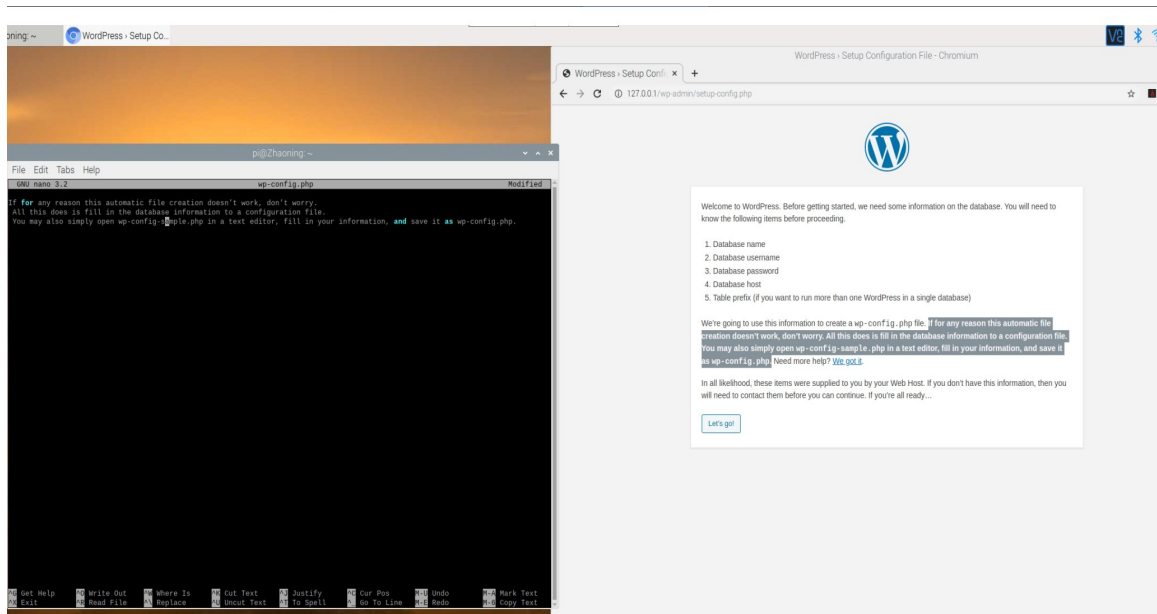 oning: ~
WordPress › Setup Co...
V2
WordPress › Setup Configuration File - Chromium
WordPress › Setup Confi
127.0.0.1/wp-admin/setup-config.php
pi@Zhaoning: ~
File Edit Tabs Help
GNU nano 3.2 wp-config.php Modified
If for any reason this automatic file creation doesn't work, don't worry.
All this does is fill in the database information to a configuration file.
You may also simply open wp-config-sample.php in a text editor, fill in your information, and save it as wp-config.php.
^G Get Help ^O Write Out ^W Where Is ^K Cut Text ^J Justify ^C Cur Pos M-U Undo M-A Mark Text
^X Exit ^R Read File ^\ Replace ^U Uncut Text ^T To Spell ^_ Go To Line M-E Redo M-6 Copy Text
W
Welcome to WordPress. Before getting started, we need some information on the database. You will need to
know the following items before proceeding.
1. Database name
2. Database username
3. Database password
4. Database host
5. Table prefix (if you want to run more than one WordPress in a single database)
We're going to use this information to create a wp-config.php file. If for any reason this automatic file
creation doesn't work, don't worry. All this does is fill in the database information to a configuration file.
You may also simply open wp-config-sample.php in a text editor, fill in your information, and save it
as wp-config.php. Need more help? We got it.
In all likelihood, these items were supplied to you by your Web Host. If you don't have this information, then you
will need to contact them before you can continue. If you're all ready...
Let's go!